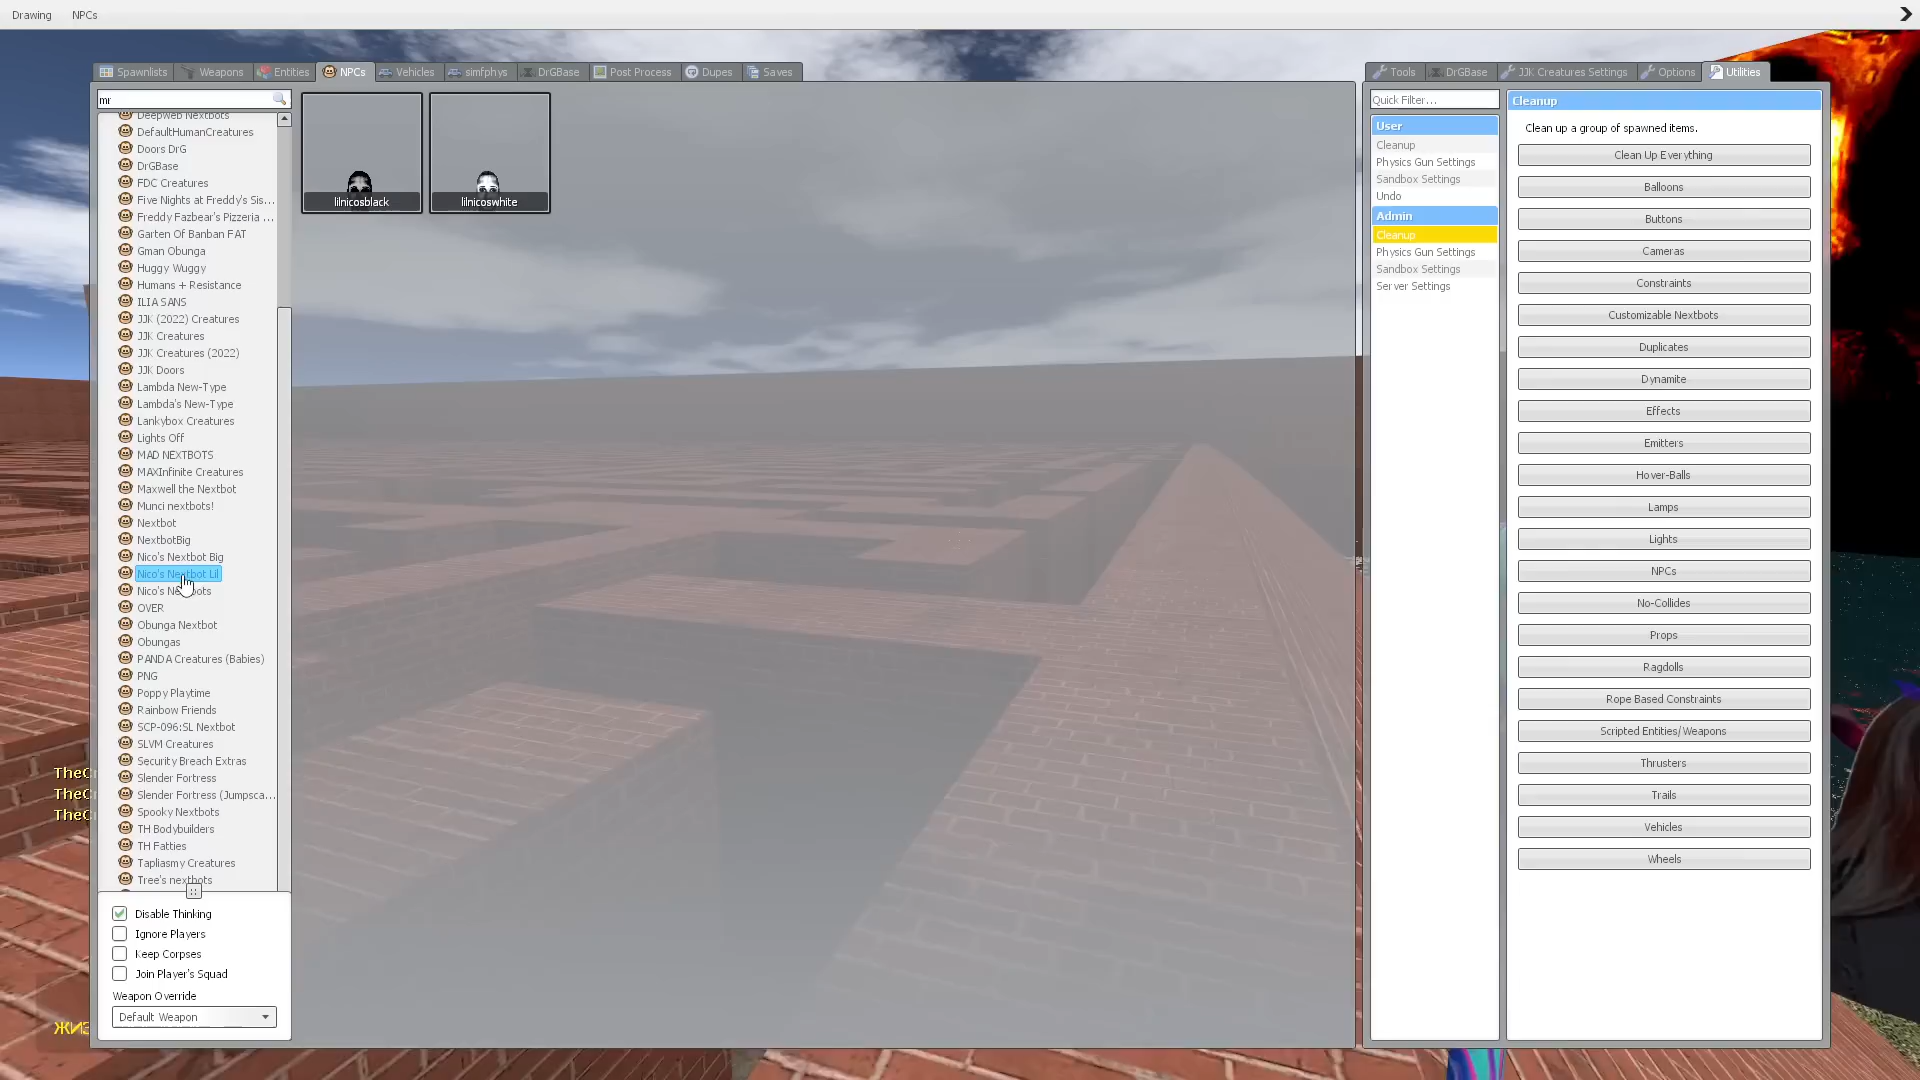 Drawing
NPCs
Spawnlists
Weapons
Entities
NPCs
Vehicles
simfphys
DrGBase
Post Process
Dupes
Saves
mr
Deepweb Nextbots
DefaultHumanCreatures
Doors DrG
DrGBase
FDC Creatures
Five Nights at Freddy's Sis...
Freddy Fazbear's Pizzeria ...
Garten Of Banban FAT
Gman Obunga
Huggy Wuggy
Humans + Resistance
ILIA SANS
JJK (2022) Creatures
JJK Creatures
JJK Creatures (2022)
JJK Doors
Lambda New-Type
Lambda's New-Type
Lankybox Creatures
Lights Off
MAD NEXTBOTS
MAXInfinite Creatures
Maxwell the Nextbot
Munci nextbots!
Nextbot
NextbotBig
Nico's Nextbot Big
Nico's Nextbot Lil
Nico's Nextbots
OVER
Obunga Nextbot
Obungas
PANDA Creatures (Babies)
PNG
Poppy Playtime
Rainbow Friends
SCP-096:SL Nextbot
SLVM Creatures
Security Breach Extras
Slender Fortress
Slender Fortress (Jumpsca...
Spooky Nextbots
TH Bodybuilders
TH Fatties
Tapliasmy Creatures
Tree's nextbots
Disable Thinking
Ignore Players
Keep Corpses
Join Player's Squad
Weapon Override
Default Weapon
lilnicosblack
lilnicoswhite
TheC
TheC
TheC
ЖИЗ
Tools
DrGBase
JJK Creatures Settings
Options
Utilities
Quick Filter...
User
Cleanup
Physics Gun Settings
Sandbox Settings
Undo
Admin
Cleanup
Physics Gun Settings
Sandbox Settings
Server Settings
Cleanup
Clean up a group of spawned items.
Clean Up Everything
Balloons
Buttons
Cameras
Constraints
Customizable Nextbots
Duplicates
Dynamite
Effects
Emitters
Hover-Balls
Lamps
Lights
NPCs
No-Collides
Props
Ragdolls
Rope Based Constraints
Scripted Entities/Weapons
Thrusters
Trails
Vehicles
Wheels